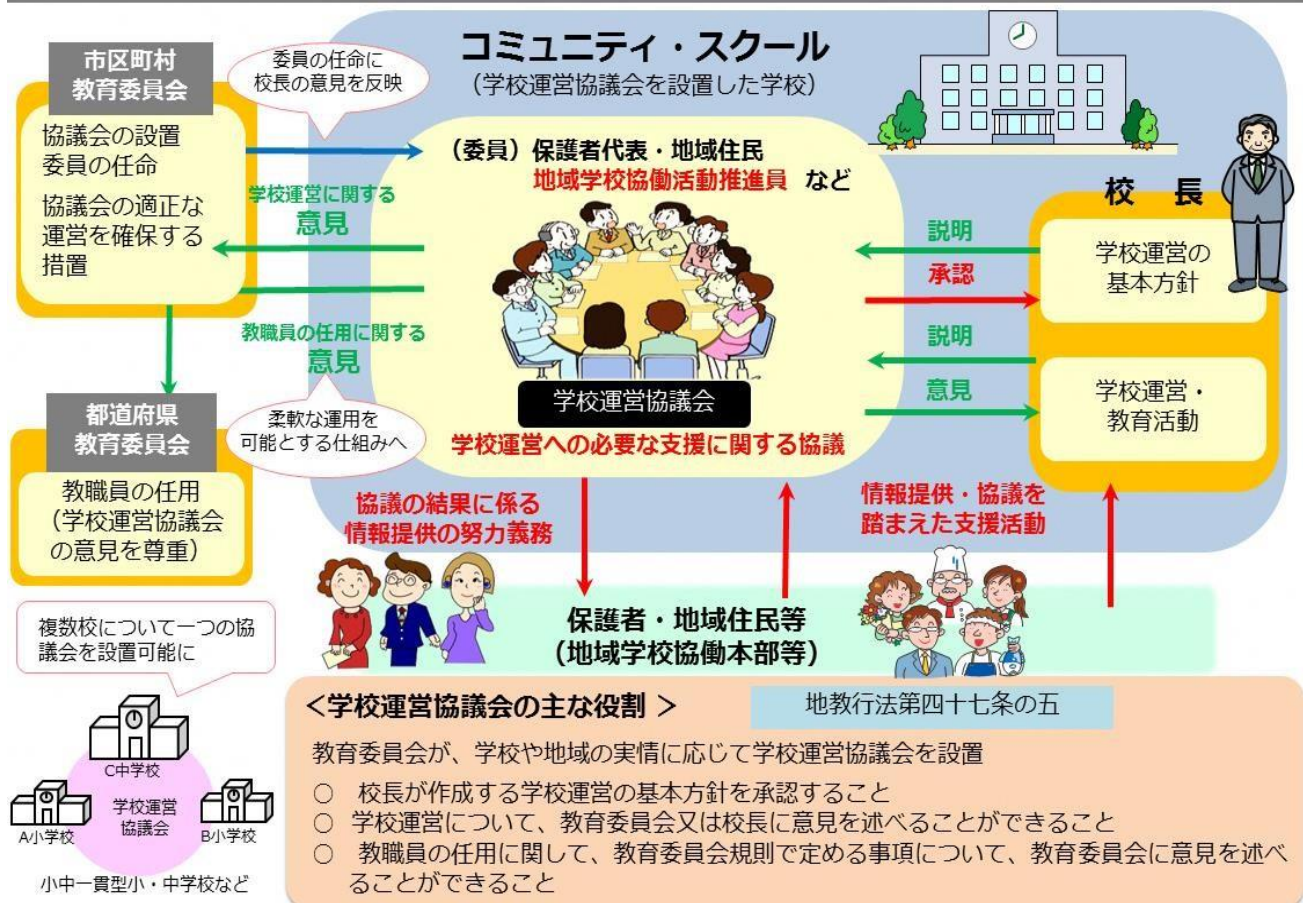 コミュニティ・スクール
(学校運営協議会を設置した学校)
市区町村
教育委員会
協議会の設置
委員の任命
協議会の適正な
運営を確保する
措置
委員の任命に
校長の意見を反映
学校運営に関する
意見
教職員の任用に関する
意見
柔軟な運用を
可能とする仕組みへ
都道府県
教育委員会
教職員の任用
(学校運営協議会
の意見を尊重)
(委員)保護者代表・地域住民
地域学校協働活動推進員 など
学校運営協議会
学校運営への必要な支援に関する協議
校 長
説明
承認
学校運営の
基本方針
説明
意見
学校運営・
教育活動
協議の結果に係る
情報提供の努力義務
情報提供・協議を
踏まえた支援活動
保護者・地域住民等
(地域学校協働本部等)
複数校について一つの協
議会を設置可能に
C中学校
学校運営
協議会
A小学校
B小学校
小中一貫型小・中学校など
<学校運営協議会の主な役割 >
地教行法第四十七条の五
教育委員会が、学校や地域の実情に応じて学校運営協議会を設置
○ 校長が作成する学校運営の基本方針を承認すること
○ 学校運営について、教育委員会又は校長に意見を述べることができること
○ 教職員の任用に関して、教育委員会規則で定める事項について、教育委員会に意見を述べ
ることができること